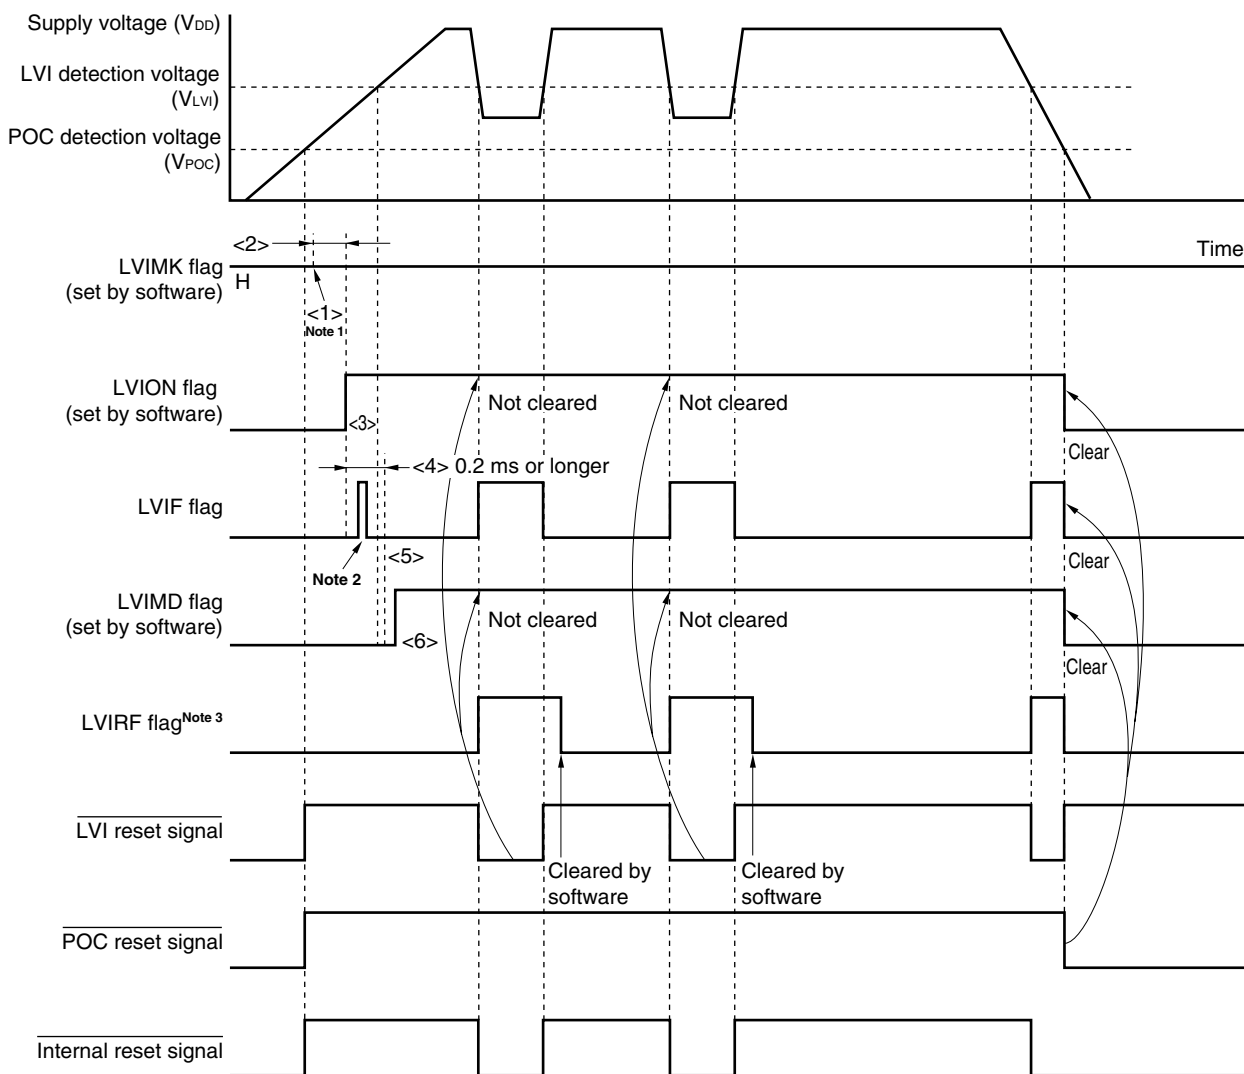 Supply voltage (VDD)
LVI detection voltage
(VLVI)
POC detection voltage
(VPOC)
<2>
Time
LVIMK flag
(set by software)
H
<1>
Note 1
LVION flag
(set by software)
Not cleared
Not cleared
<3>
Clear
<4> 0.2 ms or longer
LVIF flag
Note 2
<5>
Clear
LVIMD flag
(set by software)
Not cleared
Not cleared
<6>
Clear
LVIRF flagNote 3
LVI reset signal
Cleared by
software
Cleared by
software
POC reset signal
Internal reset signal